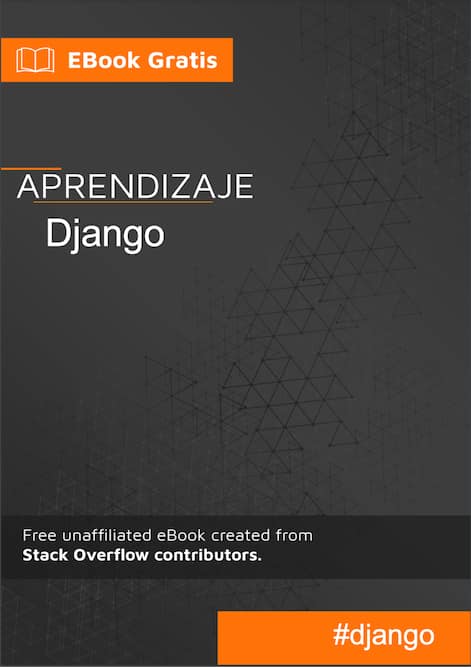 EBook Gratis
APRENDIZAJE
Django
Free unaffiliated eBook created from
Stack Overflow contributors.
#django